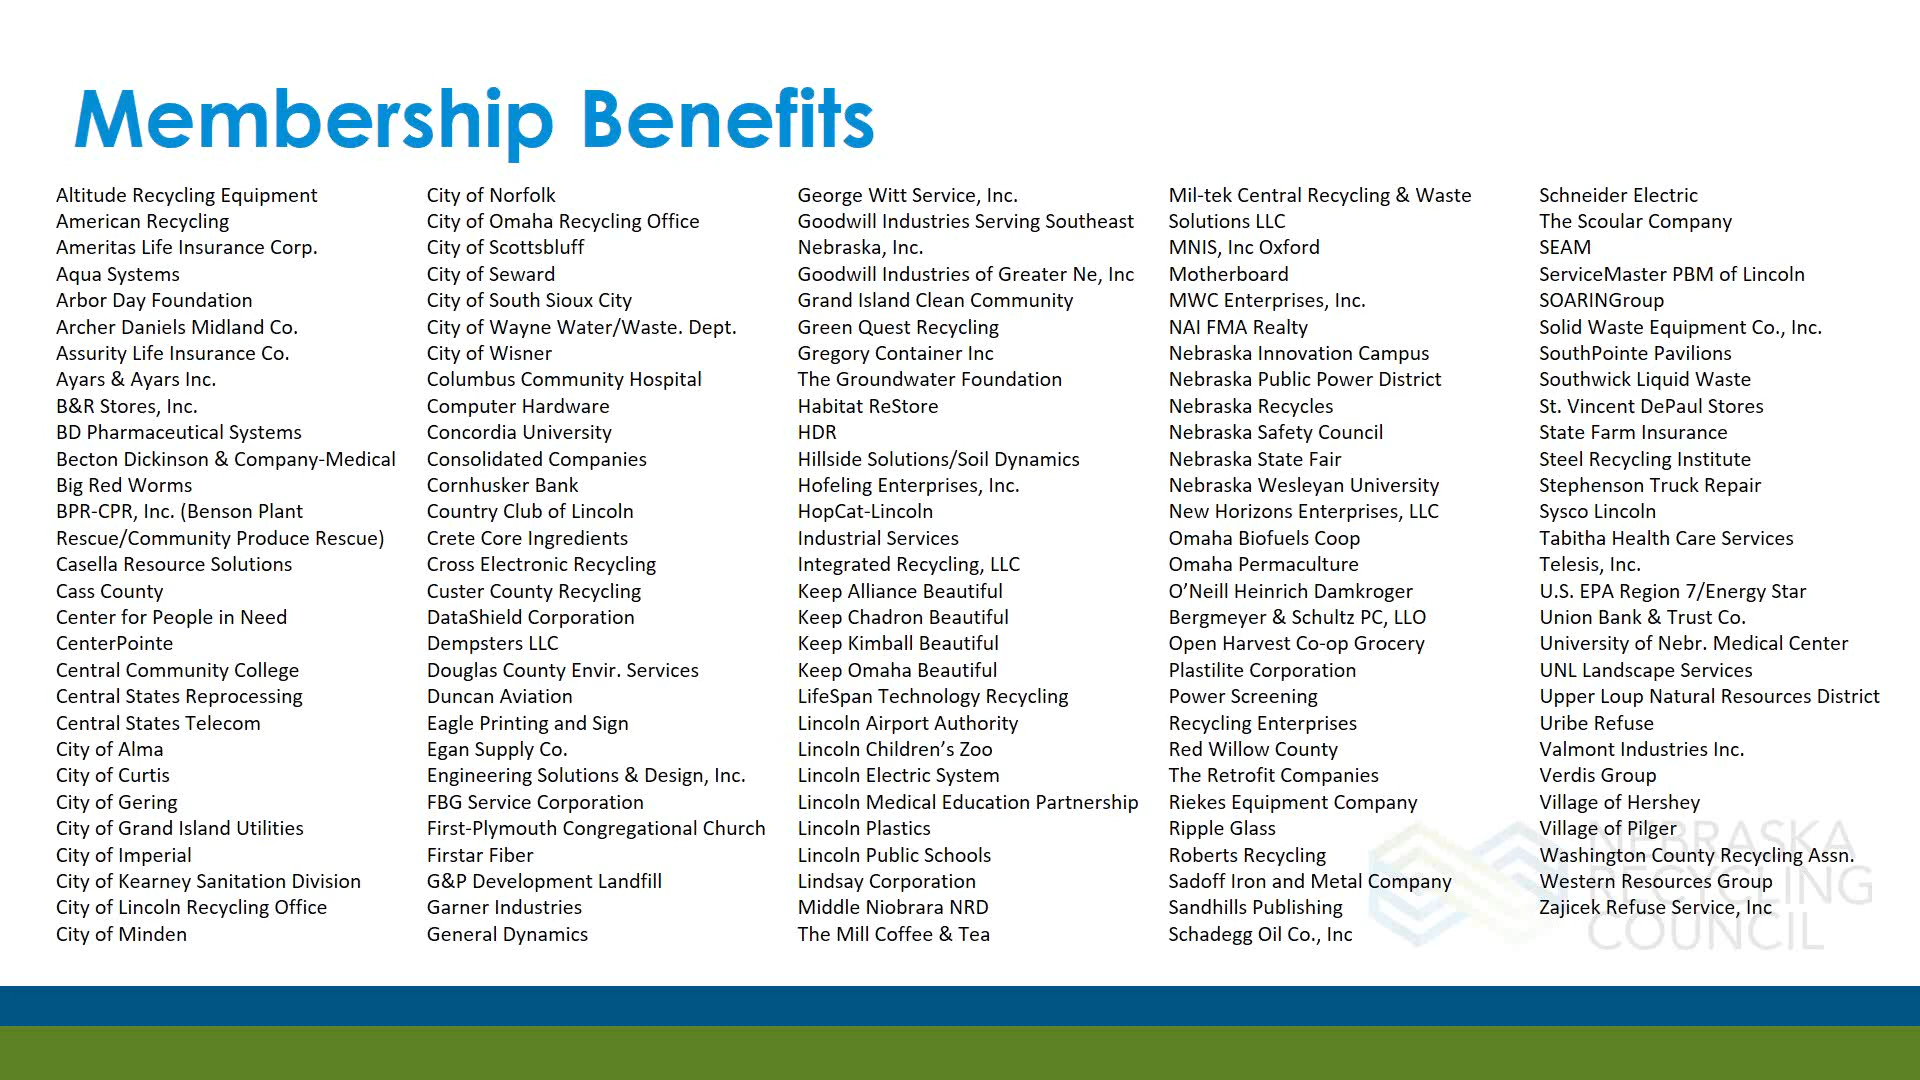 Membership Benefits
Altitude Recycling Equipment
American Recycling
Ameritas Life Insurance Corp.
Aqua Systems
Arbor Day Foundation
Archer Daniels Midland Co.
Assurity Life Insurance Co.
Ayars & Ayars Inc.
B&R Stores, Inc.
BD Pharmaceutical Systems
Becton Dickinson & Company-Medical
Big Red Worms
BPR-CPR, Inc. (Benson Plant
Rescue/Community Produce Rescue)
Casella Resource Solutions
Cass County
Center for People in Need
CenterPointe
Central Community College
Central States Reprocessing
Central States Telecom
City of Alma
City of Curtis
City of Gering
City of Grand Island Utilities
City of Imperial
City of Kearney Sanitation Division
City of Lincoln Recycling Office
City of Minden
City of Norfolk
City of Omaha Recycling Office
City of Scottsbluff
City of Seward
City of South Sioux City
City of Wayne Water/Waste. Dept.
City of Wisner
Columbus Community Hospital
Computer Hardware
Concordia University
Consolidated Companies
Cornhusker Bank
Country Club of Lincoln
Crete Core Ingredients
Cross Electronic Recycling
Custer County Recycling
DataShield Corporation
Dempsters LLC
Douglas County Envir. Services
Duncan Aviation
Eagle Printing and Sign
Egan Supply Co.
Engineering Solutions & Design, Inc.
FBG Service Corporation
First-Plymouth Congregational Church
Firstar Fiber
G&P Development Landfill
Garner Industries
General Dynamics
George Witt Service, Inc.
Goodwill Industries Serving Southeast
Nebraska, Inc.
Goodwill Industries of Greater Ne, Inc
Grand Island Clean Community
Green Quest Recycling
Gregory Container Inc
The Groundwater Foundation
Habitat ReStore
HDR
Hillside Solutions/Soil Dynamics
Hofeling Enterprises, Inc.
HopCat-Lincoln
Industrial Services
Integrated Recycling, LLC
Keep Alliance Beautiful
Keep Chadron Beautiful
Keep Kimball Beautiful
Keep Omaha Beautiful
LifeSpan Technology Recycling
Lincoln Airport Authority
Lincoln Children’s Zoo
Lincoln Electric System
Lincoln Medical Education Partnership
Lincoln Plastics
Lincoln Public Schools
Lindsay Corporation
Middle Niobrara NRD
The Mill Coffee & Tea
Mil-tek Central Recycling & Waste
Solutions LLC
MNIS, Inc Oxford
Motherboard
MWC Enterprises, Inc.
NAI FMA Realty
Nebraska Innovation Campus
Nebraska Public Power District
Nebraska Recycles
Nebraska Safety Council
Nebraska State Fair
Nebraska Wesleyan University
New Horizons Enterprises, LLC
Omaha Biofuels Coop
Omaha Permaculture
O’Neill Heinrich Damkroger
Bergmeyer & Schultz PC, LLO
Open Harvest Co-op Grocery
Plastilite Corporation
Power Screening
Recycling Enterprises
Red Willow County
The Retrofit Companies
Riekes Equipment Company
Ripple Glass
Roberts Recycling
Sadoff Iron and Metal Company
Sandhills Publishing
Schadegg Oil Co., Inc
Schneider Electric
The Scoular Company
SEAM
ServiceMaster PBM of Lincoln
SOARINGroup
Solid Waste Equipment Co., Inc.
SouthPointe Pavilions
Southwick Liquid Waste
St. Vincent DePaul Stores
State Farm Insurance
Steel Recycling Institute
Stephenson Truck Repair
Sysco Lincoln
Tabitha Health Care Services
Telesis, Inc.
U.S. EPA Region 7/Energy Star
Union Bank & Trust Co.
University of Nebr. Medical Center
UNL Landscape Services
Upper Loup Natural Resources District
Uribe Refuse
Valmont Industries Inc.
Verdis Group
Village of Hershey
Village of Pilger
Washington County Recycling Assn.
Western Resources Group
Zajicek Refuse Service, Inc
NEBRASKA
RECYCLING
COUNCIL